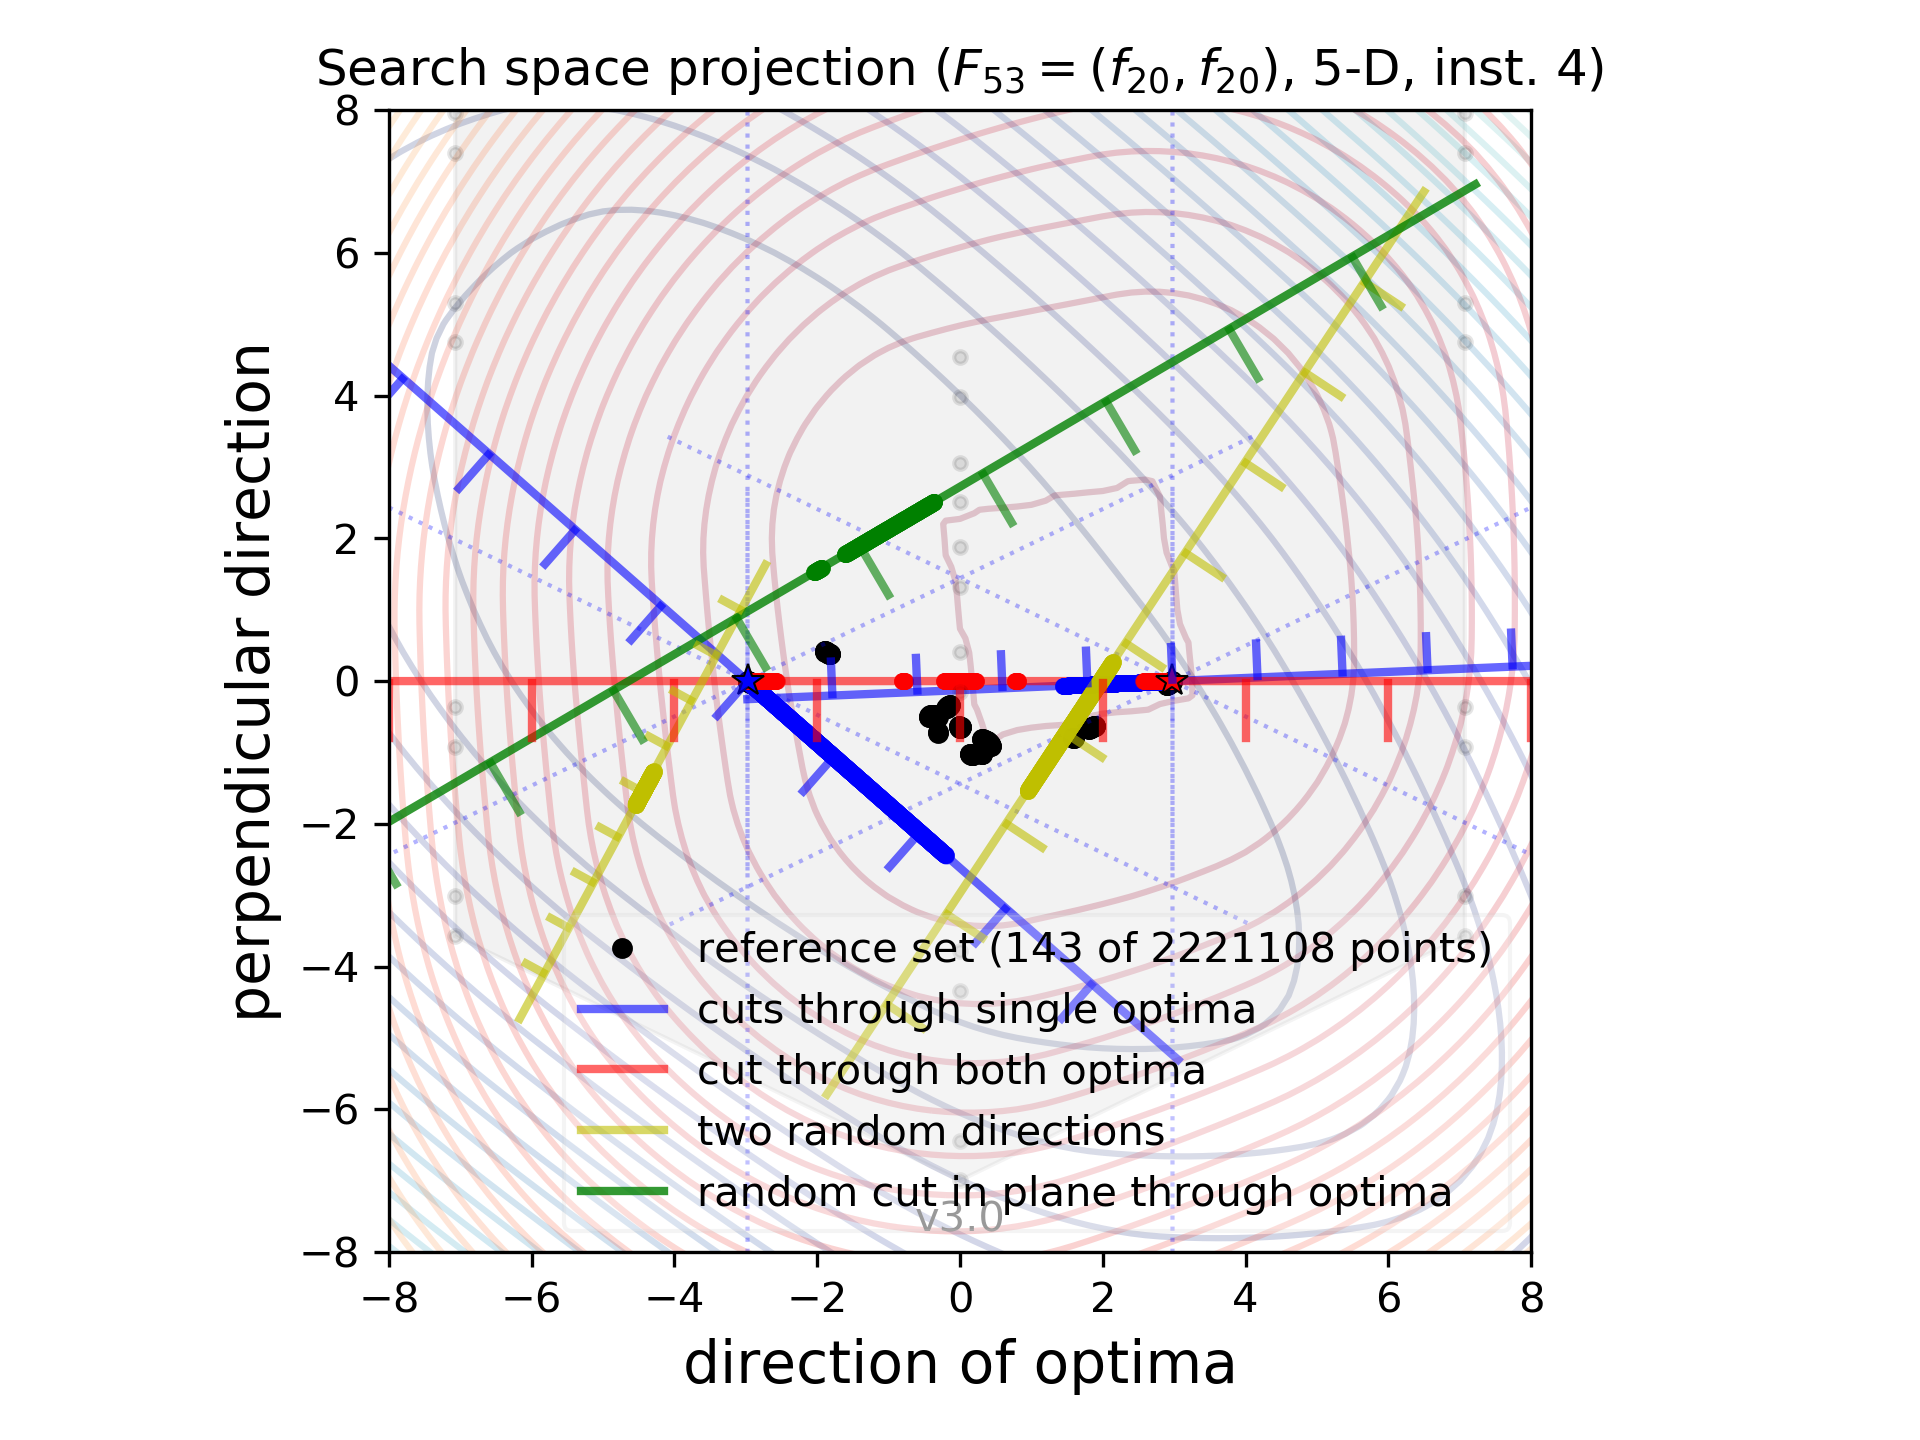 Search space projection (F₅₃ = (f₂₀, f₂₀), 5-D, inst. 4)
8
6
4
2
0
−2
−4
−6
−8
perpendicular direction
reference set (143 of 2221108 points)
cuts through single optima
cut through both optima
two random directions
random cut in plane through optima
v3.0
−8 −6 −4 −2 0 2 4 6 8
direction of optima